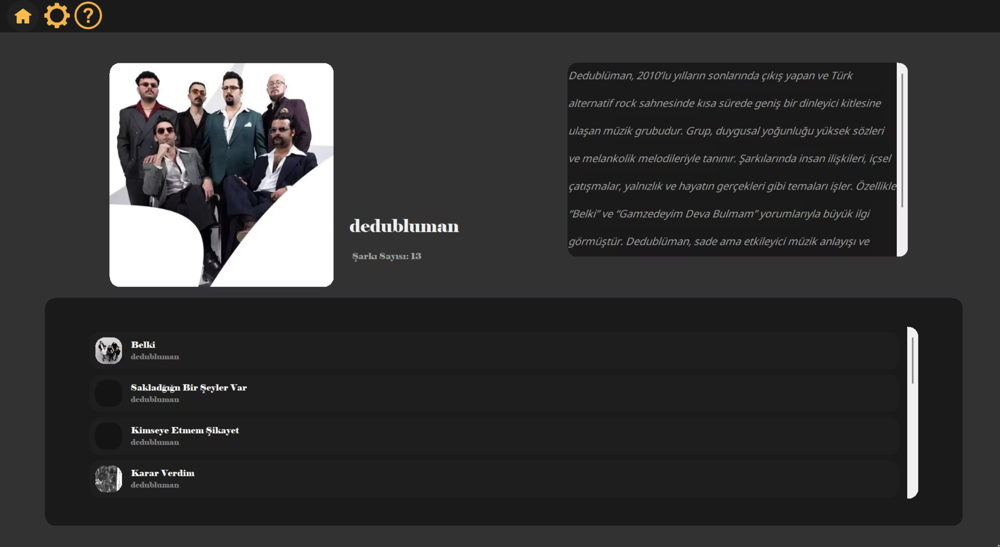 ?
Dedublüman, 2010’lu yılların sonlarında çıkış yapan ve Türk
alternatif rock sahnesinde kısa sürede geniş bir dinleyici kitlesine
ulaşan müzik grubudur. Grup, duygusal yoğunluğu yüksek sözleri
ve melankolik melodileriyle tanınır. Şarkılarında insan ilişkileri, içsel
çatışmalar, yalnızlık ve hayatın gerçekleri gibi temaları işler. Özellikle
“Belki” ve “Gamzedeyim Deva Bulmam” yorumlarıyla büyük ilgi
görmüştür. Dedublüman, sade ama etkileyici müzik anlayışı ve
dedubluman
Şarkı Sayısı: 13
Belki
dedubluman
Sakladğığn Bir Şeyler Var
dedubluman
Kimseye Etmem Şikayet
dedubluman
Karar Verdim
dedubluman